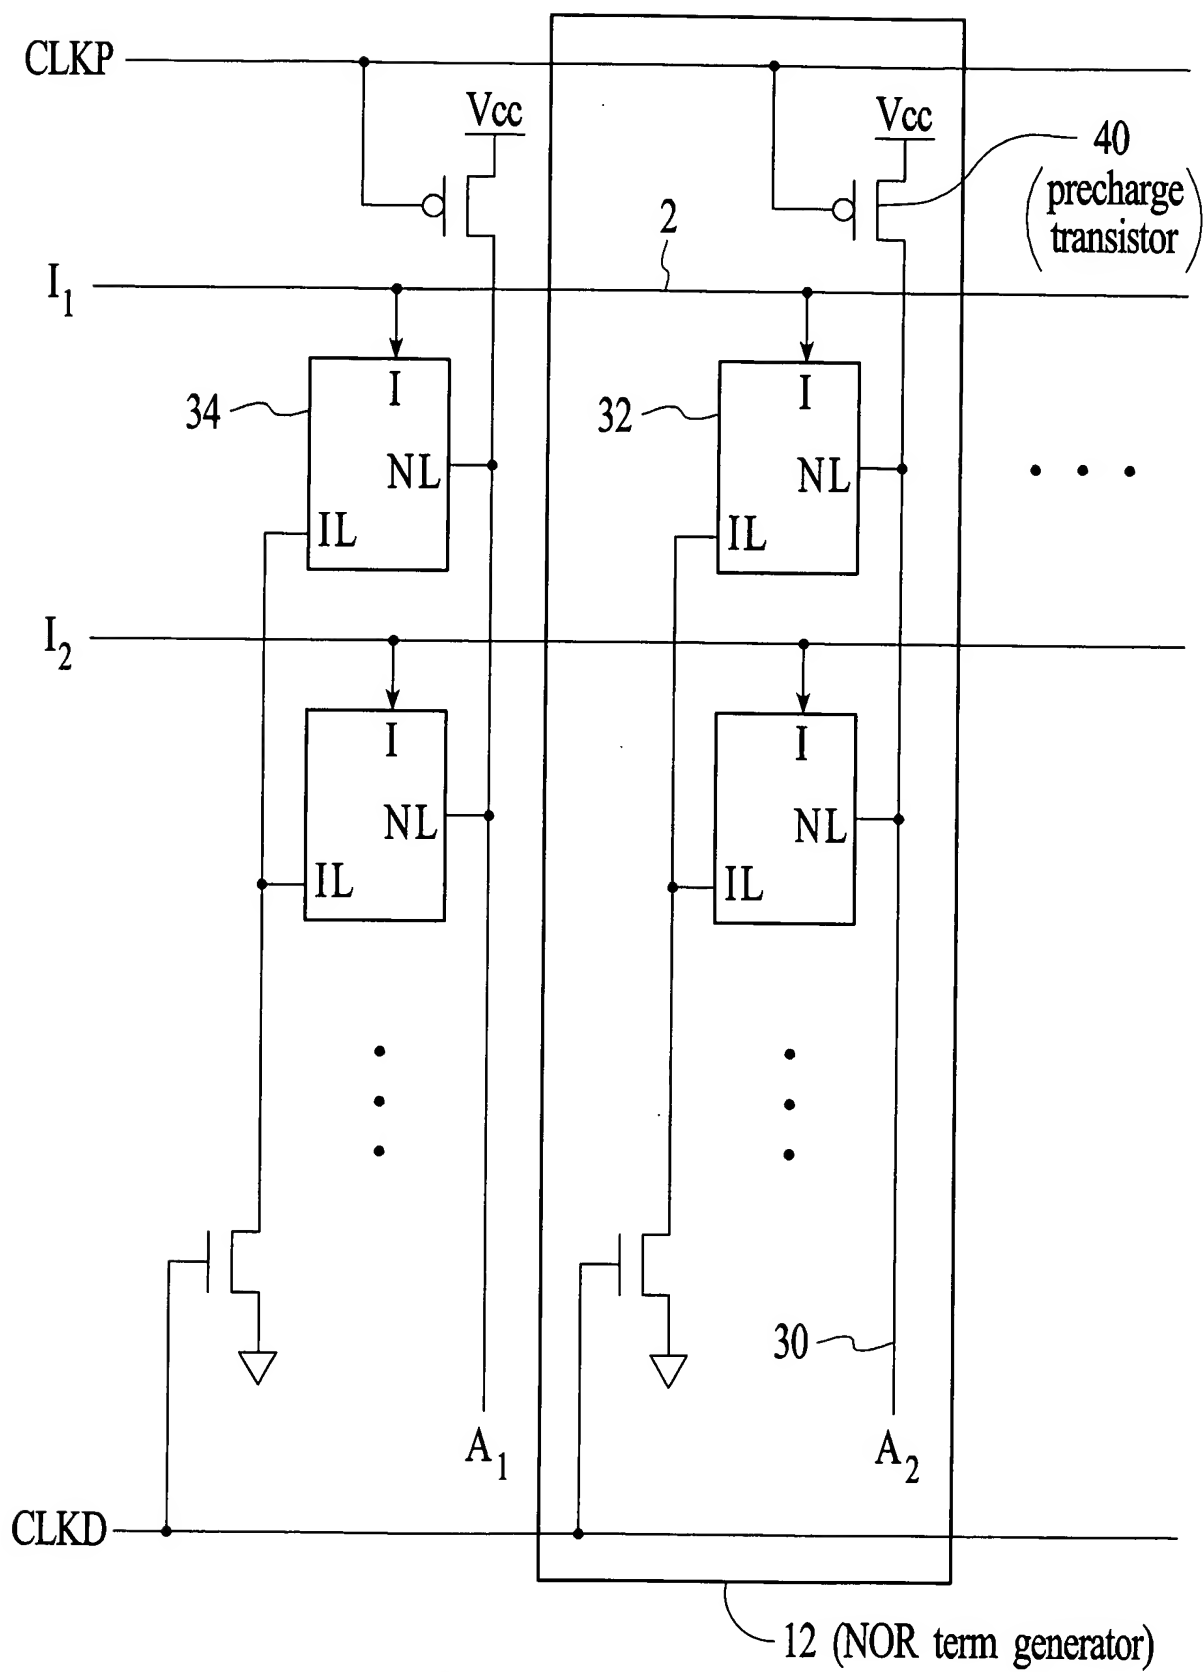 CLKP
Vcc
Vcc
40
(precharge
transistor)
2
I1
I
I
34
32
NL
NL
IL
IL
I2
I
I
NL
NL
IL
IL
30
A1
A2
CLKD
12 (NOR term generator)